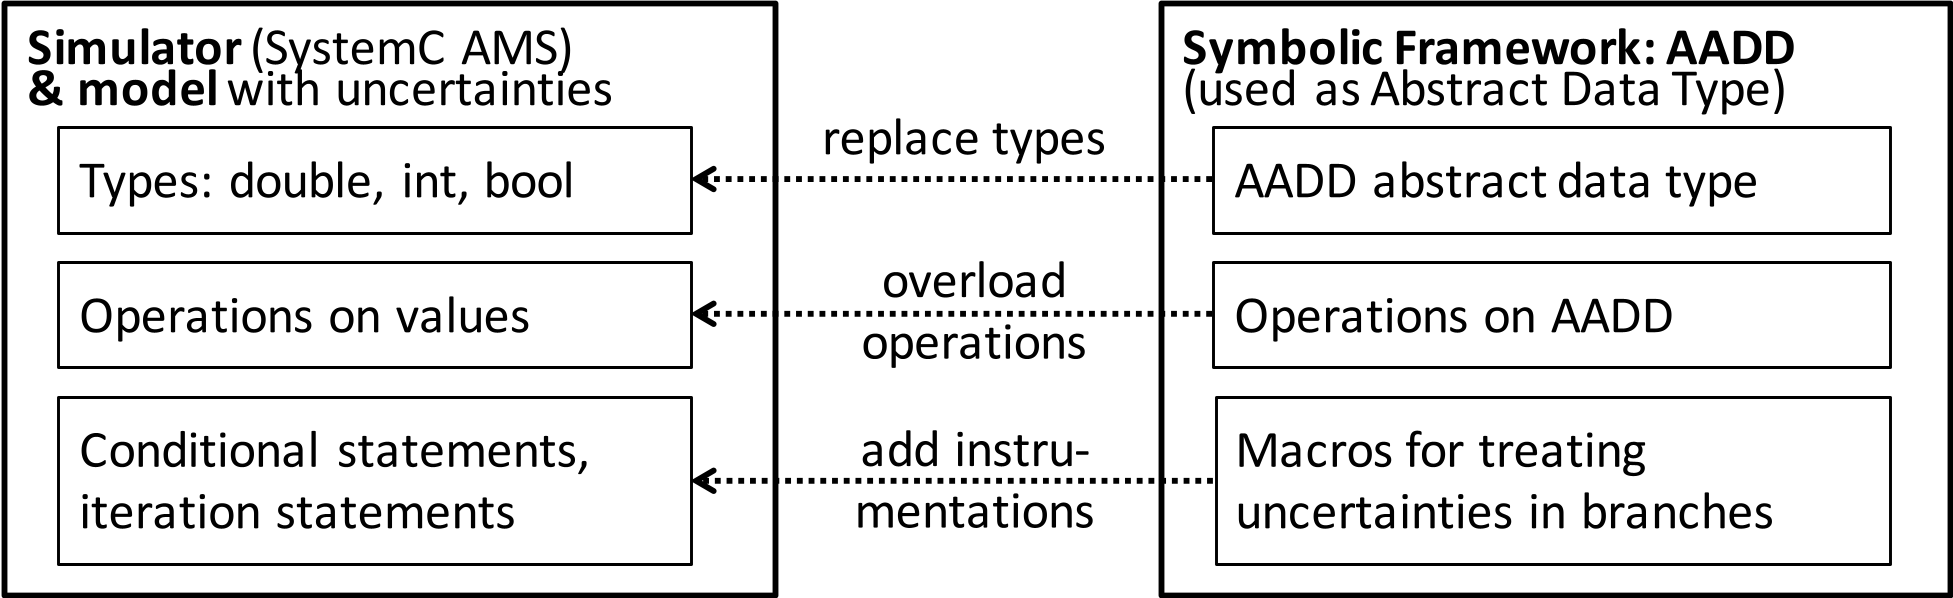 Simulator (SystemC AMS)
& model with uncertainties
Types: double, int, bool
Operations on values
Conditional statements,
iteration statements
replace types
overload
operations
add instru-
mentations
Symbolic Framework: AADD
(used as Abstract Data Type)
AADD abstract data type
Operations on AADD
Macros for treating
uncertainties in branches